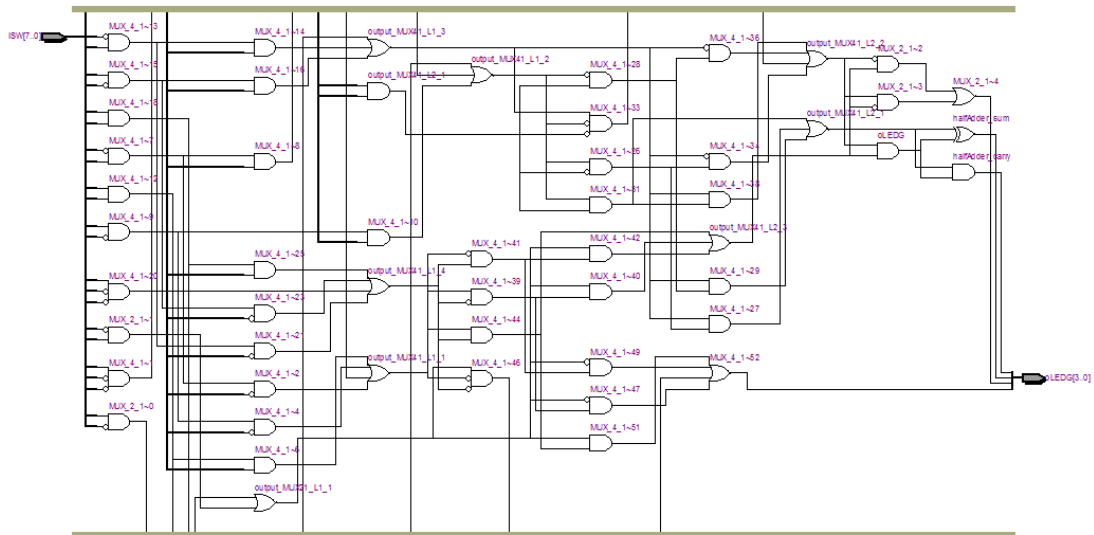 ISW[7..0]
MUX_4_1~13
MUX_4_1~15
MUX_4_1~18
MUX_4_1~7
MUX_4_1~12
MUX_4_1~9
MUX_4_1~20
MUX_2_1~1
MUX_4_1~1
MUX_2_1~0
MUX_4_1~14
MUX_4_1~16
MUX_4_1~8
MUX_4_1~25
MUX_4_1~23
MUX_4_1~21
MUX_4_1~2
MUX_4_1~4
MUX_4_1~6
output_MUX21_L1_1
output_MUX41_L1_3
output_MUX41_L2_1
MUX_4_1~10
output_MUX41_L1_4
output_MUX41_L1_1
output_MUX41_L1_2
MUX_4_1~41
MUX_4_1~39
MUX_4_1~44
MUX_4_1~46
MUX_4_1~28
MUX_4_1~33
MUX_4_1~26
MUX_4_1~31
MUX_4_1~42
MUX_4_1~40
MUX_4_1~49
MUX_4_1~47
MUX_4_1~51
MUX_4_1~36
MUX_4_1~34
MUX_4_1~38
output_MUX41_L2_3
MUX_4_1~29
MUX_4_1~27
MUX_4_1~52
output_MUX41_L2_2
output_MUX41_L2_1
MUX_2_1~2
MUX_2_1~3
oLEDG
MUX_2_1~4
halfAdder_sum
halfAdder_carry
oLEDG[3..0]